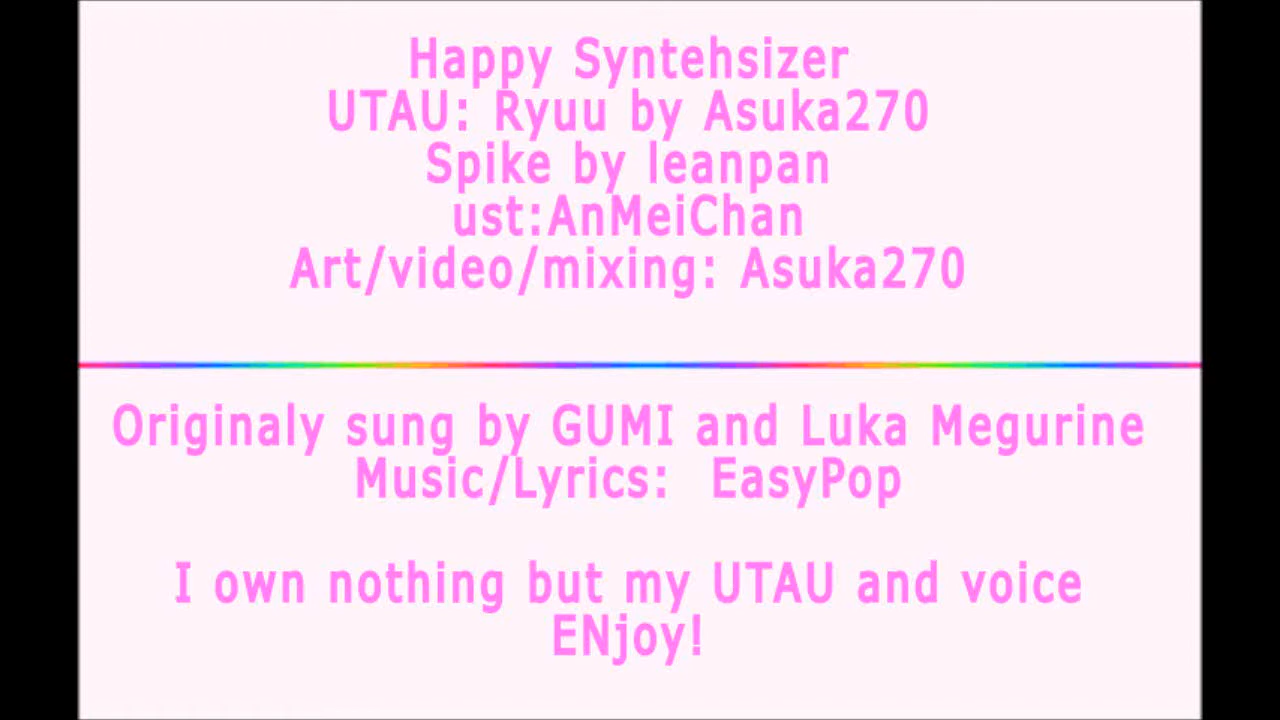 Happy Syntehsizer
UTAU: Ryuu by Asuka270
Spike by leanpan
ust:AnMeiChan
Art/video/mixing: Asuka270
Originaly sung by GUMI and Luka Megurine
Music/Lyrics: EasyPop
I own nothing but my UTAU and voice
ENjoy!